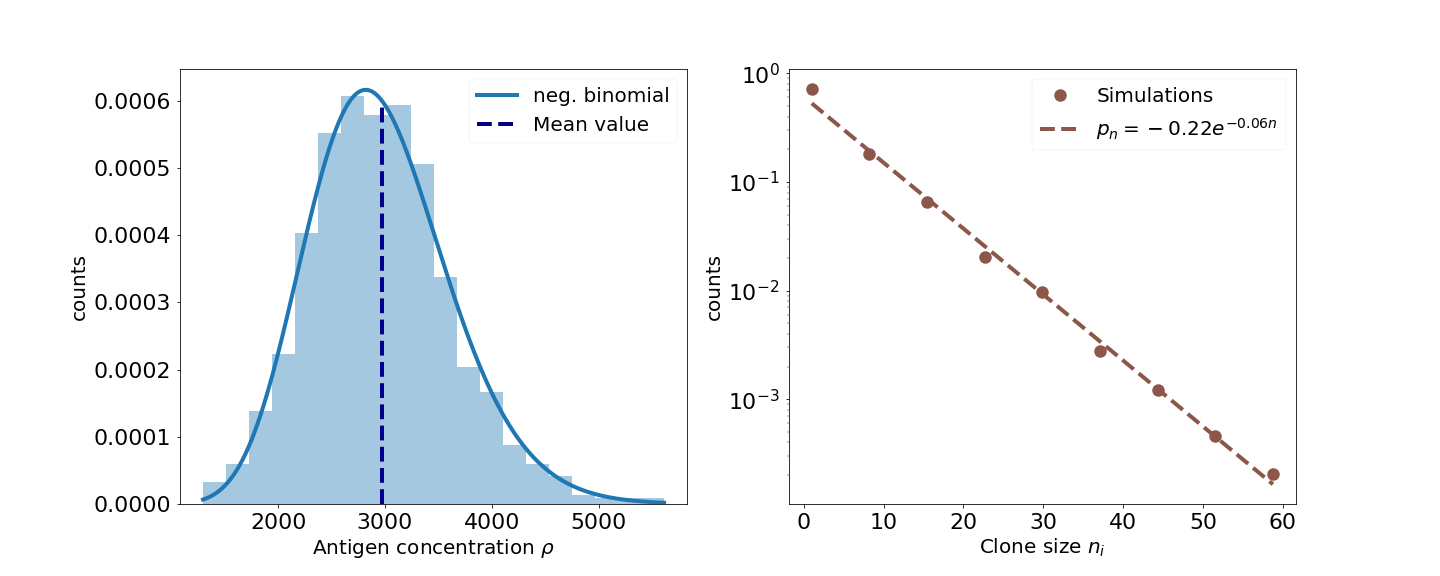 neg. binomial
Mean value
counts
0.0006
0.0005
0.0004
0.0003
0.0002
0.0001
0.0000
2000 3000 4000 5000
Antigen concentration ρ
Simulations
pₙ = − 0.22e⁻⁰·⁰⁶ⁿ
counts
10⁰
10⁻¹
10⁻²
10⁻³
0 10 20 30 40 50 60
Clone size nᵢ